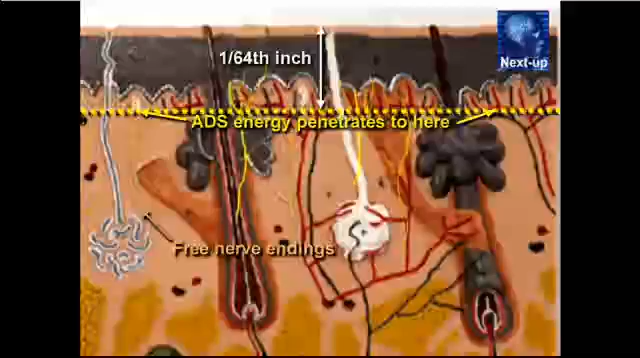 1/64th inch
Next-up
ADS energy penetrates to here
Free nerve endings